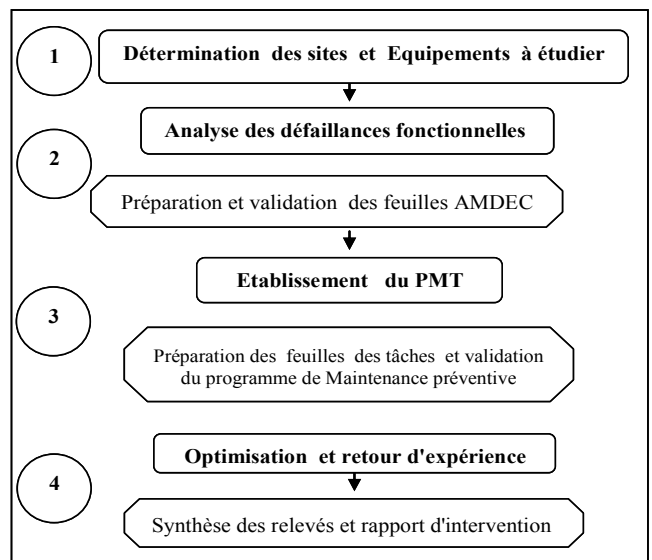 1
Détermination des sites et Equipements à étudier
Analyse des défaillances fonctionnelles
2
Préparation et validation des feuilles AMDEC
Etablissement du PMT
3
Préparation des feuilles des tâches et validation
du programme de Maintenance préventive
Optimisation et retour d'expérience
4
Synthèse des relevés et rapport d'intervention